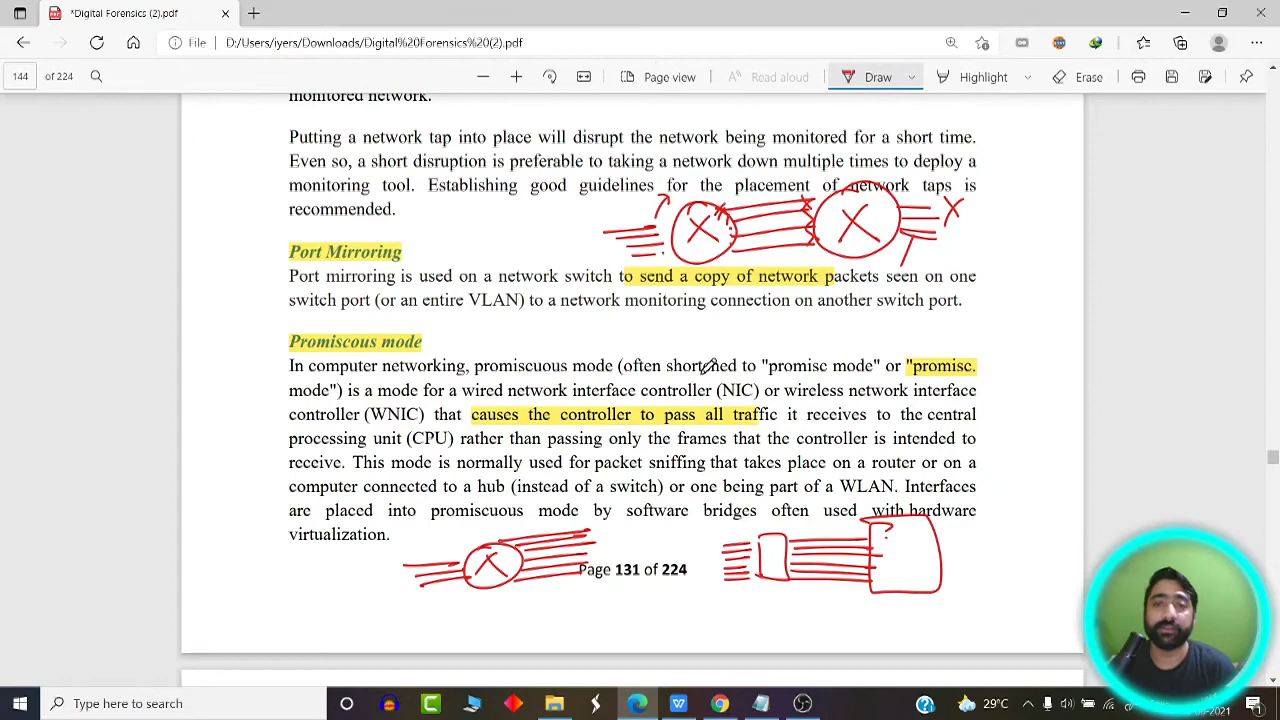 *Digital Forensics (2).pdf
File
D:/Users/iyers/Downloads/Digital%20Forensics%20(2).pdf
144 of 224
Page view
Read aloud
Draw
Highlight
Erase
monitored network.
Putting a network tap into place will disrupt the network being monitored for a short time.
Even so, a short disruption is preferable to taking a network down multiple times to deploy a
monitoring tool. Establishing good guidelines for the placement of network taps is
recommended.
Port Mirroring
Port mirroring is used on a network switch to send a copy of network packets seen on one
switch port (or an entire VLAN) to a network monitoring connection on another switch port.
Promiscous mode
In computer networking, promiscuous mode (often shortened to "promisc mode" or "promisc.
mode") is a mode for a wired network interface controller (NIC) or wireless network interface
controller (WNIC) that causes the controller to pass all traffic it receives to the central
processing unit (CPU) rather than passing only the frames that the controller is intended to
receive. This mode is normally used for packet sniffing that takes place on a router or on a
computer connected to a hub (instead of a switch) or one being part of a WLAN. Interfaces
are placed into promiscuous mode by software bridges often used with hardware
virtualization.
Page 131 of 224
Type here to search
29°C